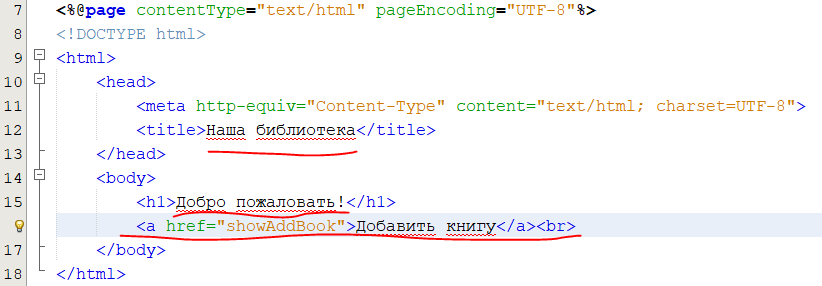 7 <%@page contentType="text/html" pageEncoding="UTF-8"%>
8 <!DOCTYPE html>
9 <html>
10 <head>
11 <meta http-equiv="Content-Type" content="text/html; charset=UTF-8">
12 <title>Наша библиотека</title>
13 </head>
14 <body>
15 <h1>Добро пожаловать!</h1>
<a href="showAddBook">Добавить книгу</a><br>
17 </body>
18 </html>